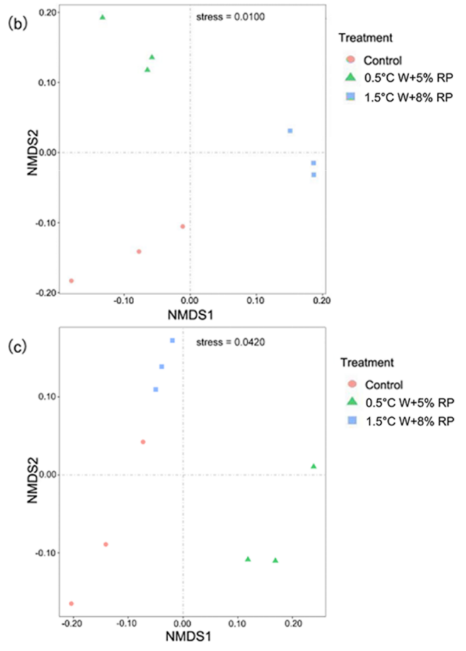 (b)
stress = 0.0100
Treatment
Control
0.5°C W+5% RP
1.5°C W+8% RP
0.20
0.10
0.00
-0.10
-0.20
NMDS2
-0.10
0.00
0.10
0.20
NMDS1
(c)
stress = 0.0420
Treatment
Control
0.5°C W+5% RP
1.5°C W+8% RP
0.10
0.00
-0.10
NMDS2
-0.20
-0.10
0.00
0.10
0.20
NMDS1